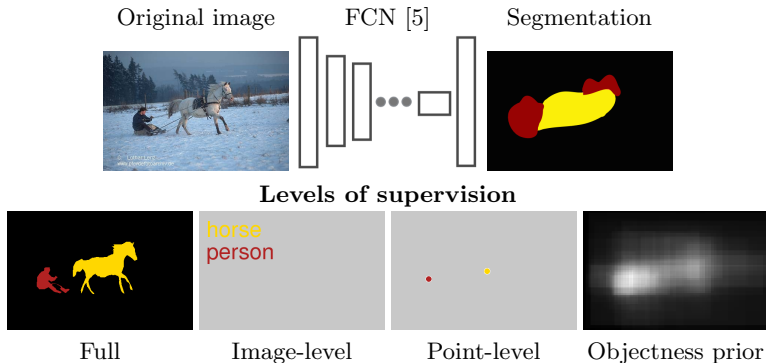 Original image
FCN [5]
Segmentation
Levels of supervision
horse
person
Full
Image-level
Point-level
Objectness prior